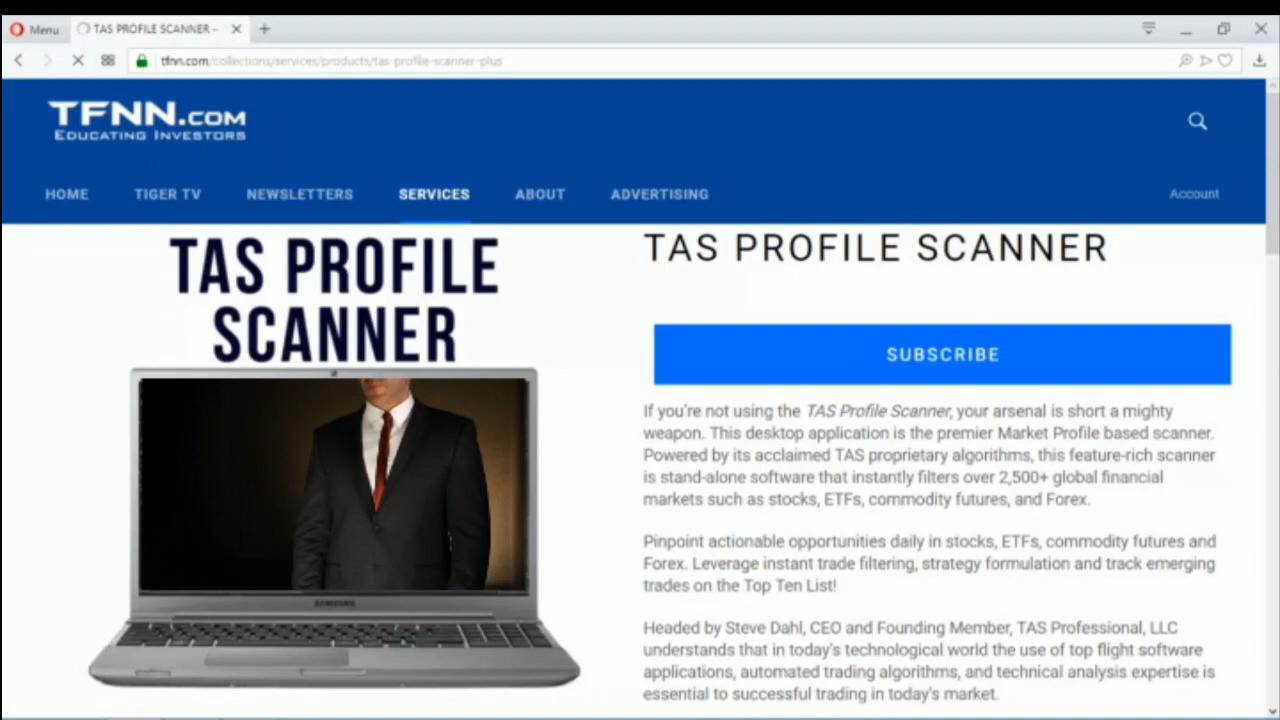 Menu
TAS PROFILE SCANNER –
tfnn.com/collections/services/products/tas-profile-scanner-plus
TFNN.COM
EDUCATING INVESTORS
HOME TIGER TV NEWSLETTERS SERVICES ABOUT ADVERTISING Account
TAS PROFILE
SCANNER
SAMSUNG
TAS PROFILE SCANNER
SUBSCRIBE
If you're not using the TAS Profile Scanner, your arsenal is short a mighty
weapon. This desktop application is the premier Market Profile based scanner.
Powered by its acclaimed TAS proprietary algorithms, this feature-rich scanner
is stand-alone software that instantly filters over 2,500+ global financial
markets such as stocks, ETFs, commodity futures, and Forex.
Pinpoint actionable opportunities daily in stocks, ETFs, commodity futures and
Forex. Leverage instant trade filtering, strategy formulation and track emerging
trades on the Top Ten List!
Headed by Steve Dahl, CEO and Founding Member, TAS Professional, LLC
understands that in today's technological world the use of top flight software
applications, automated trading algorithms, and technical analysis expertise is
essential to successful trading in today's market.